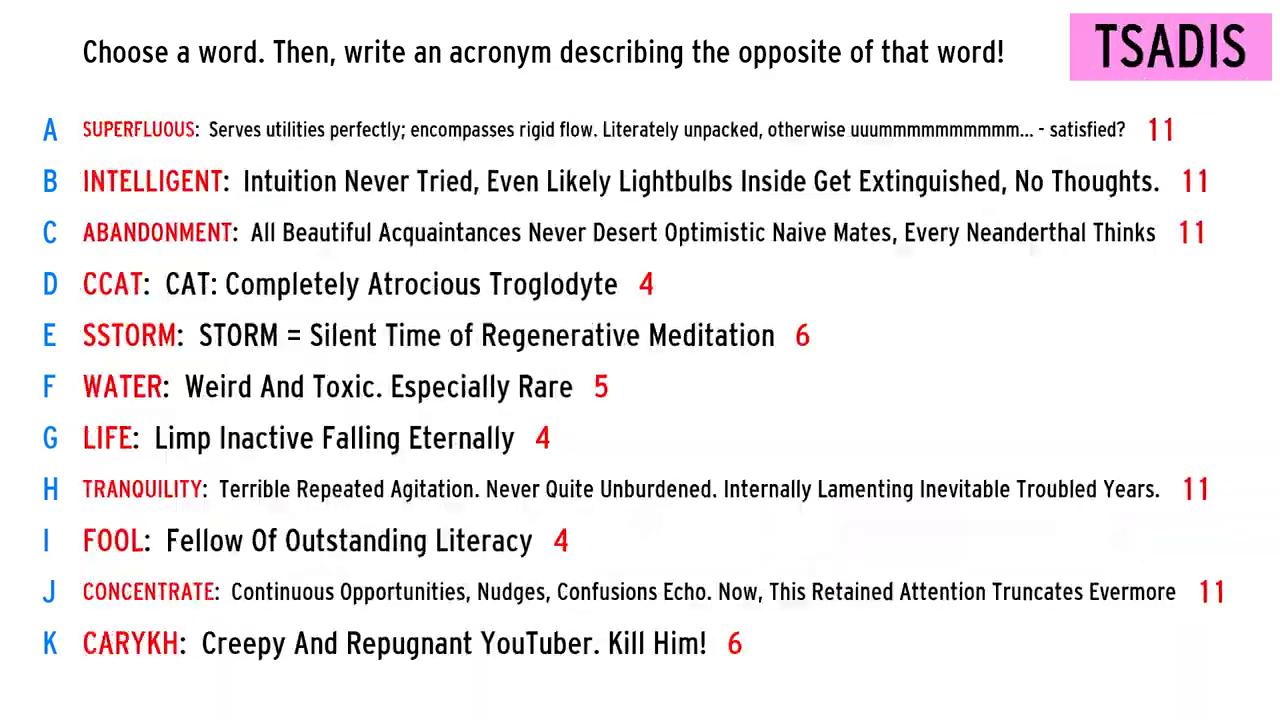 Choose a word. Then, write an acronym describing the opposite of that word!
TSADIS
A SUPERFLUOUS: Serves utilities perfectly; encompasses rigid flow. Literately unpacked, otherwise uuummmmmmmmmm... - satisfied? 11
B INTELLIGENT: Intuition Never Tried, Even Likely Lightbulbs Inside Get Extinguished, No Thoughts. 11
C ABANDONMENT: All Beautiful Acquaintances Never Desert Optimistic Naive Mates, Every Neanderthal Thinks 11
D CCAT: CAT: Completely Atrocious Troglodyte 4
E SSTORM: STORM = Silent Time of Regenerative Meditation 6
F WATER: Weird And Toxic. Especially Rare 5
G LIFE: Limp Inactive Falling Eternally 4
H TRANQUILITY: Terrible Repeated Agitation. Never Quite Unburdened. Internally Lamenting Inevitable Troubled Years. 11
I FOOL: Fellow Of Outstanding Literacy 4
J CONCENTRATE: Continuous Opportunities, Nudges, Confusions Echo. Now, This Retained Attention Truncates Evermore 11
K CARYKH: Creepy And Repugnant YouTuber. Kill Him! 6